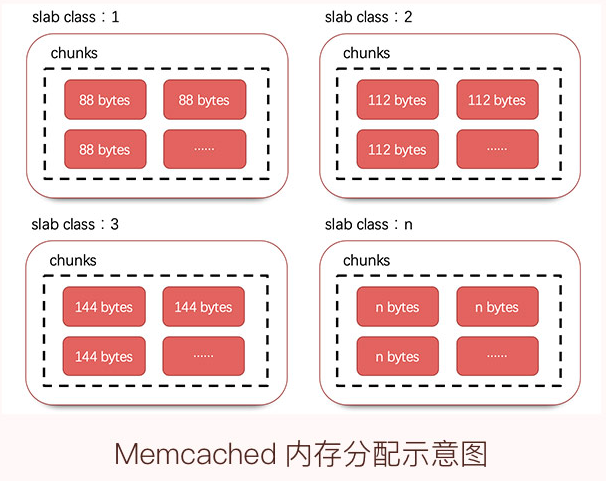 slab class：1
chunks
88 bytes 88 bytes
88 bytes ······
slab class：2
chunks
112 bytes 112 bytes
112 bytes ······
slab class：3
chunks
144 bytes 144 bytes
144 bytes ······
slab class：n
chunks
n bytes n bytes
n bytes ······
Memcached 内存分配示意图